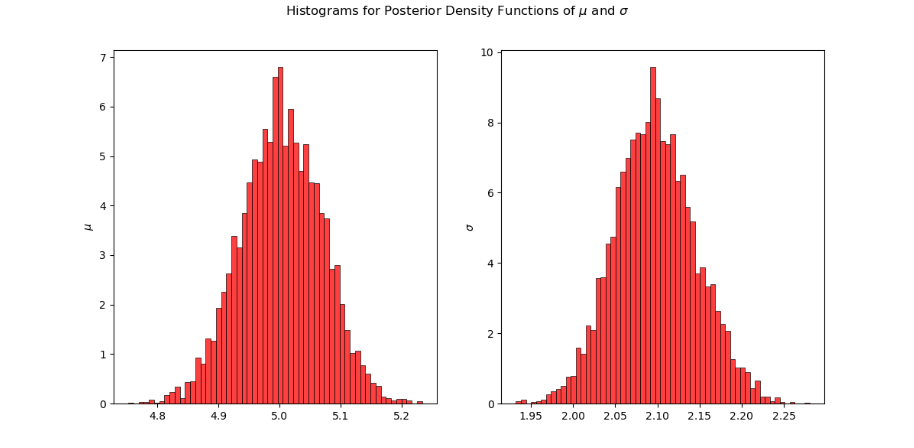 Histograms for Posterior Density Functions of μ and σ
7
6
5
4
3
2
1
0
μ
4.8 4.9 5.0 5.1 5.2
10
8
6
4
2
0
σ
1.95 2.00 2.05 2.10 2.15 2.20 2.25